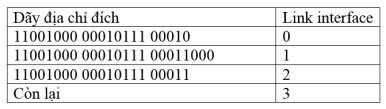 Dãy địa chỉ đích Link interface
11001000 00010111 00010 0
11001000 00010111 00011000 1
11001000 00010111 00011 2
Còn lại 3